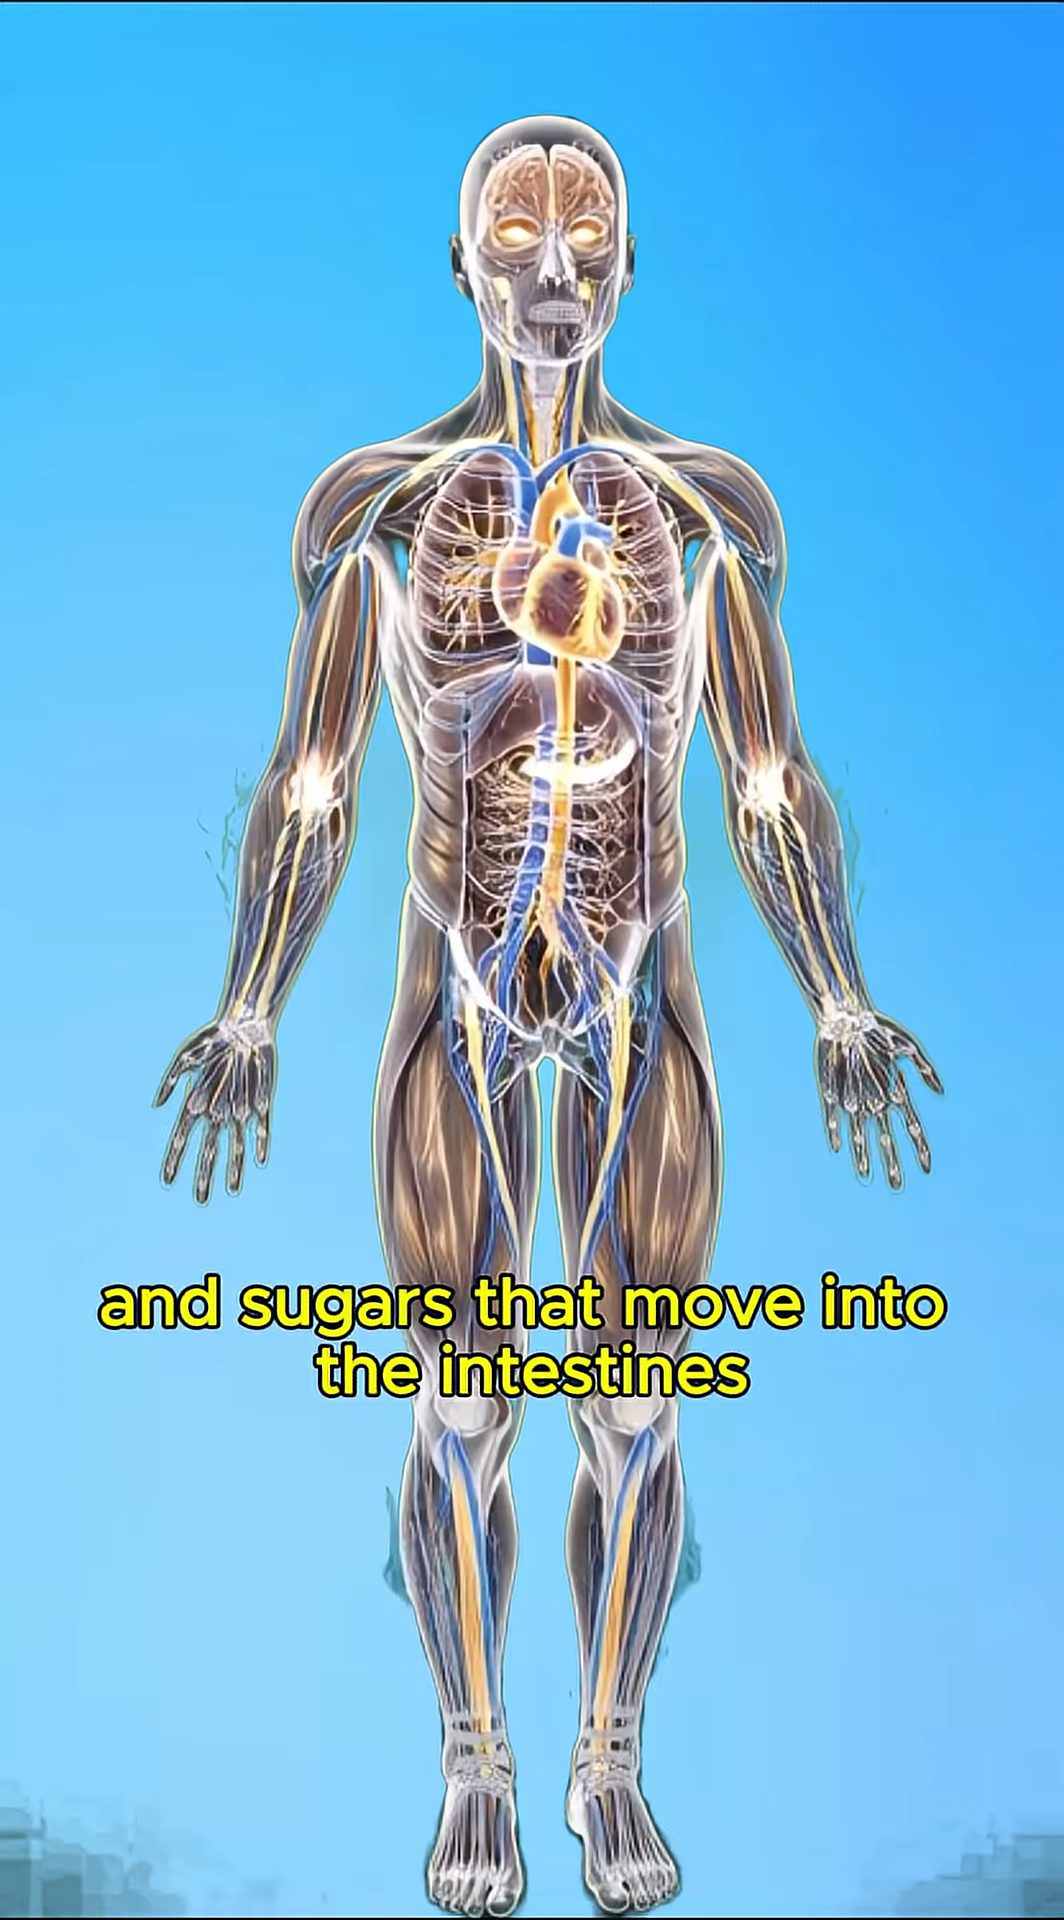 and sugars that move into
the intestines